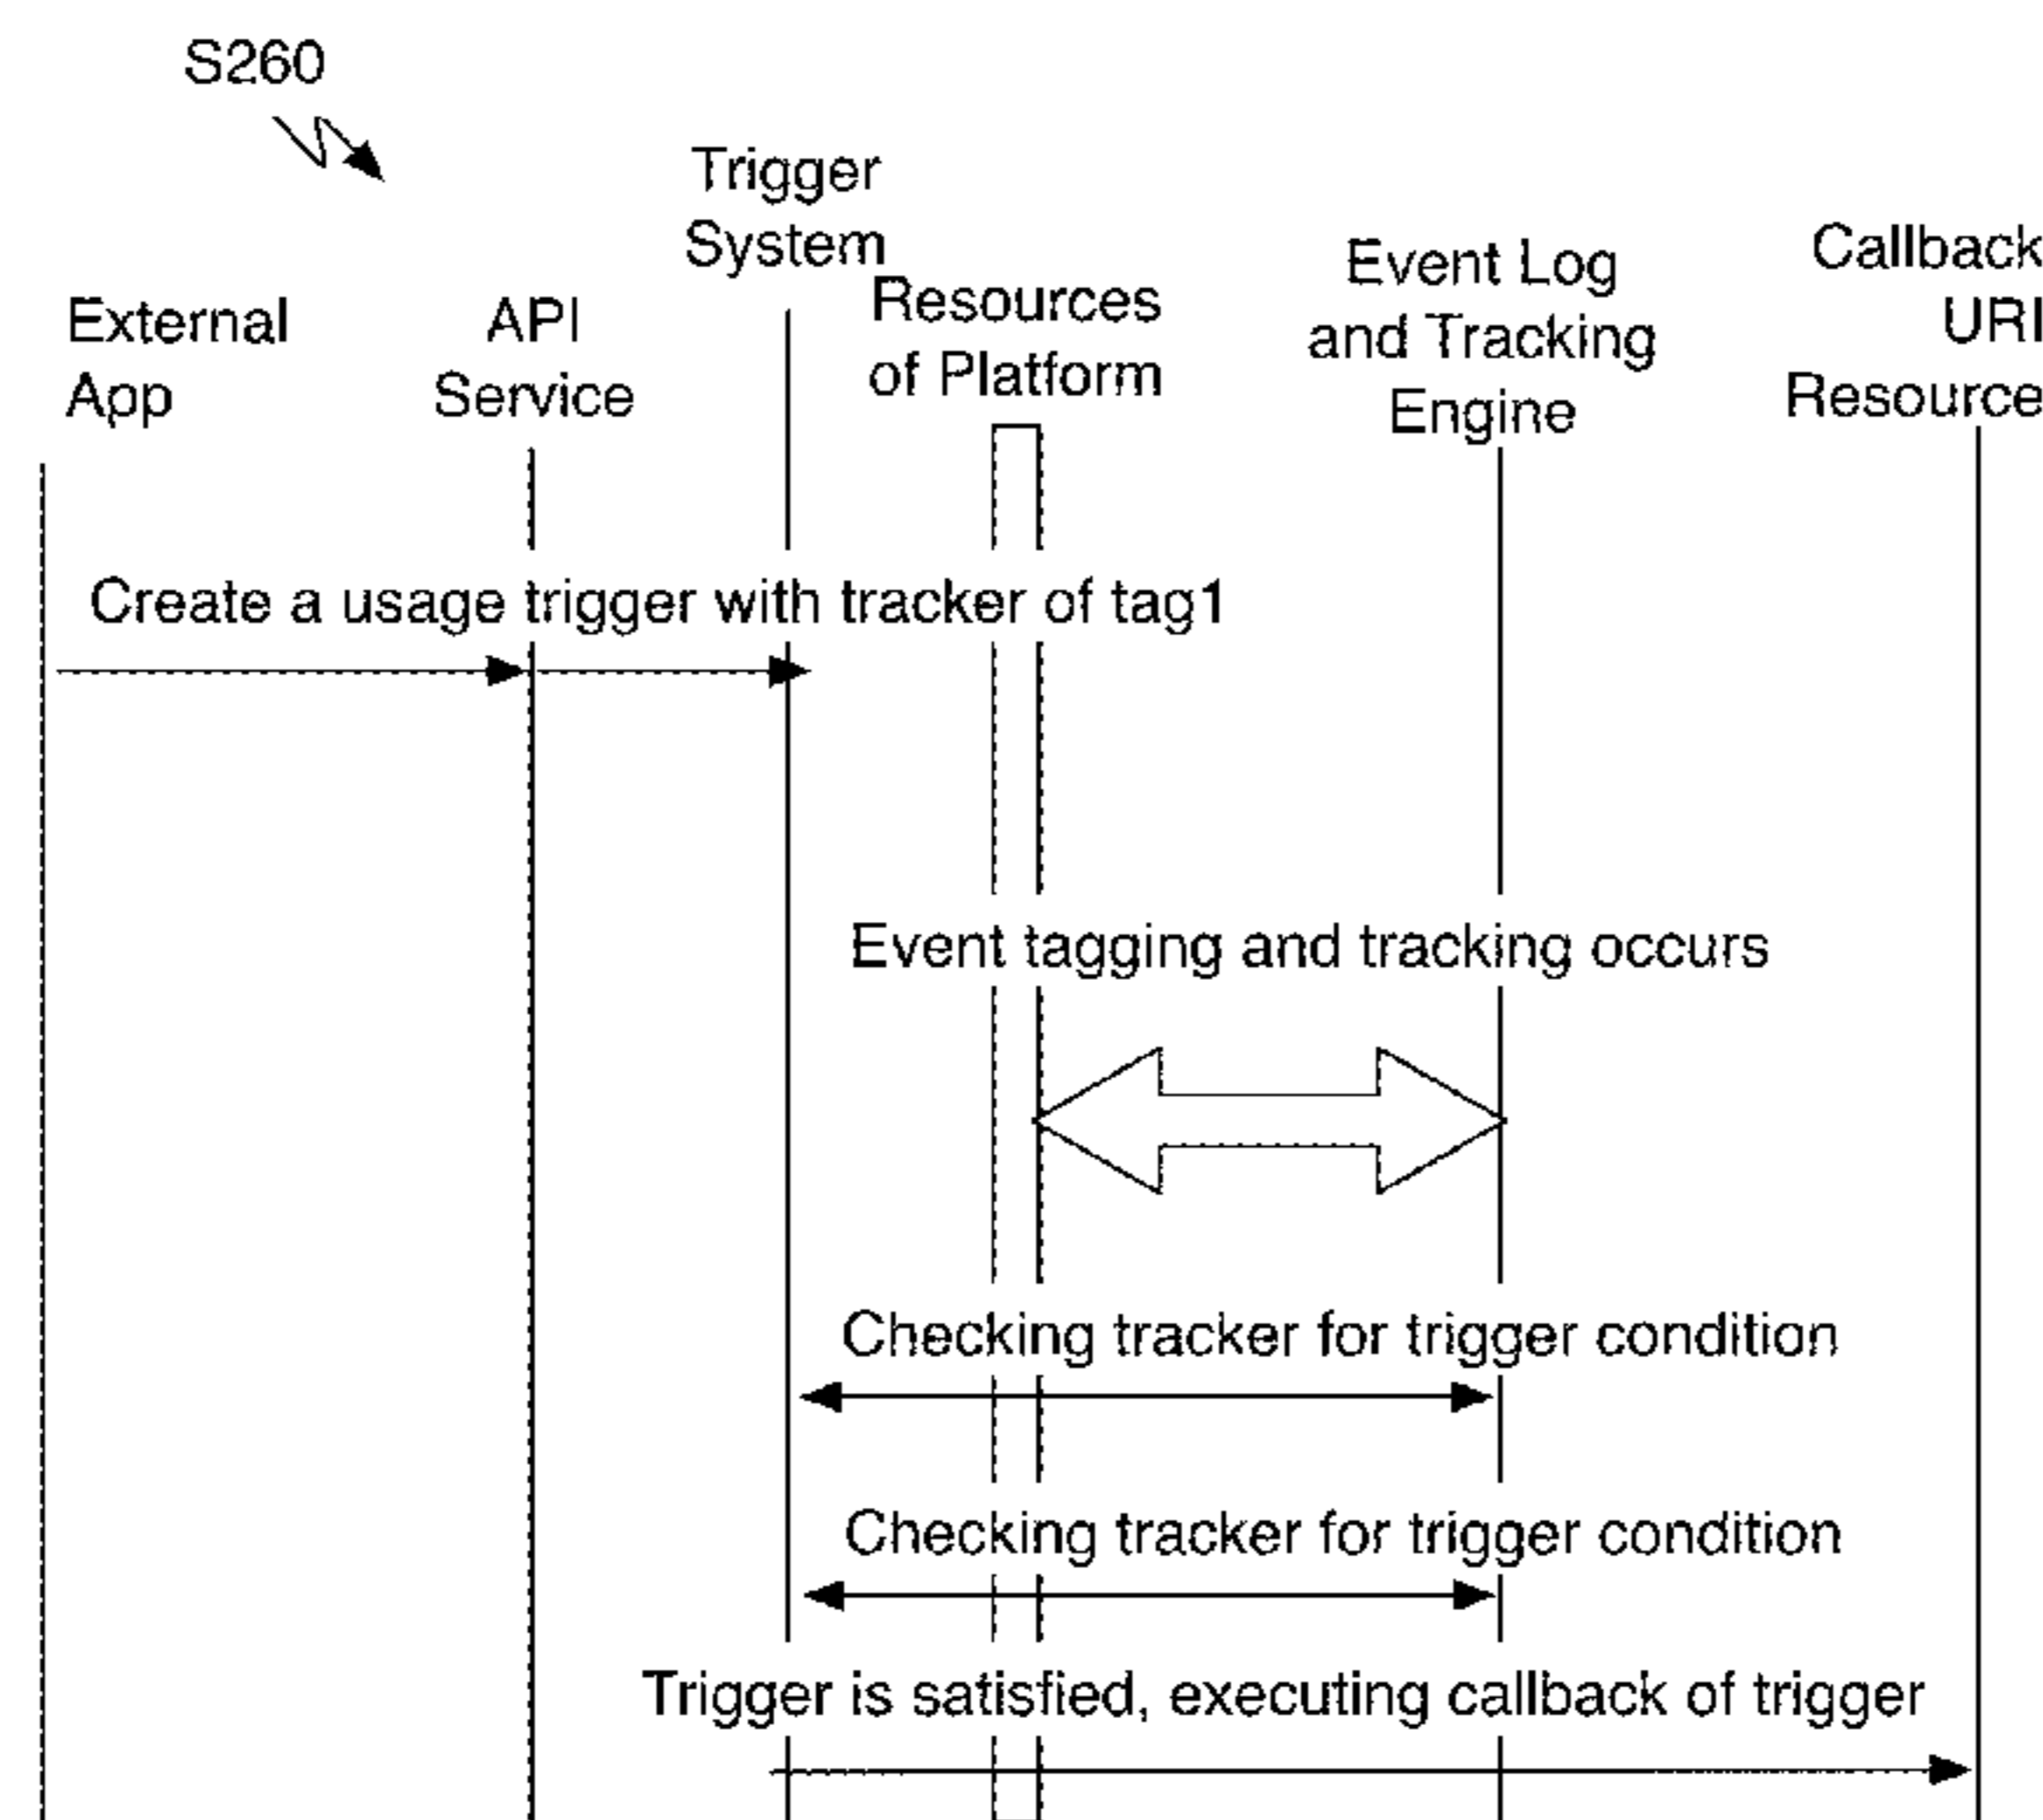 S260
Trigger
System
External
App
API
Service
Resources
of Platform
Event Log
and Tracking
Engine
Callback
URI
Resource
Create a usage trigger with tracker of tag1
Event tagging and tracking occurs
Checking tracker for trigger condition
Checking tracker for trigger condition
Trigger is satisfied, executing callback of trigger